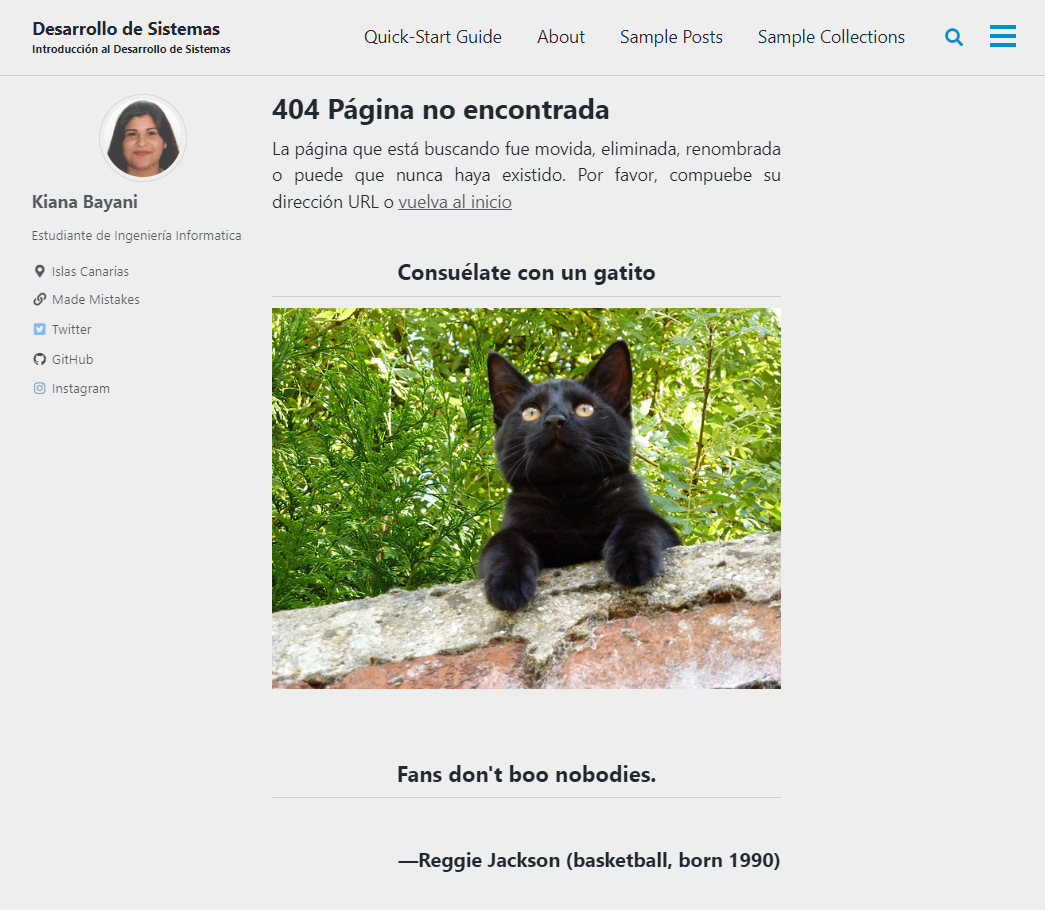 Desarrollo de Sistemas
Introducción al Desarrollo de Sistemas
Quick-Start Guide
About
Sample Posts
Sample Collections
Kiana Bayani
Estudiante de Ingeniería Informatica
Islas Canarias
Made Mistakes
Twitter
GitHub
Instagram
404 Página no encontrada
La página que está buscando fue movida, eliminada, renombrada
o puede que nunca haya existido. Por favor, compuebe su
dirección URL o vuelva al inicio
Consuélate con un gatito
Fans don't boo nobodies.
—Reggie Jackson (basketball, born 1990)